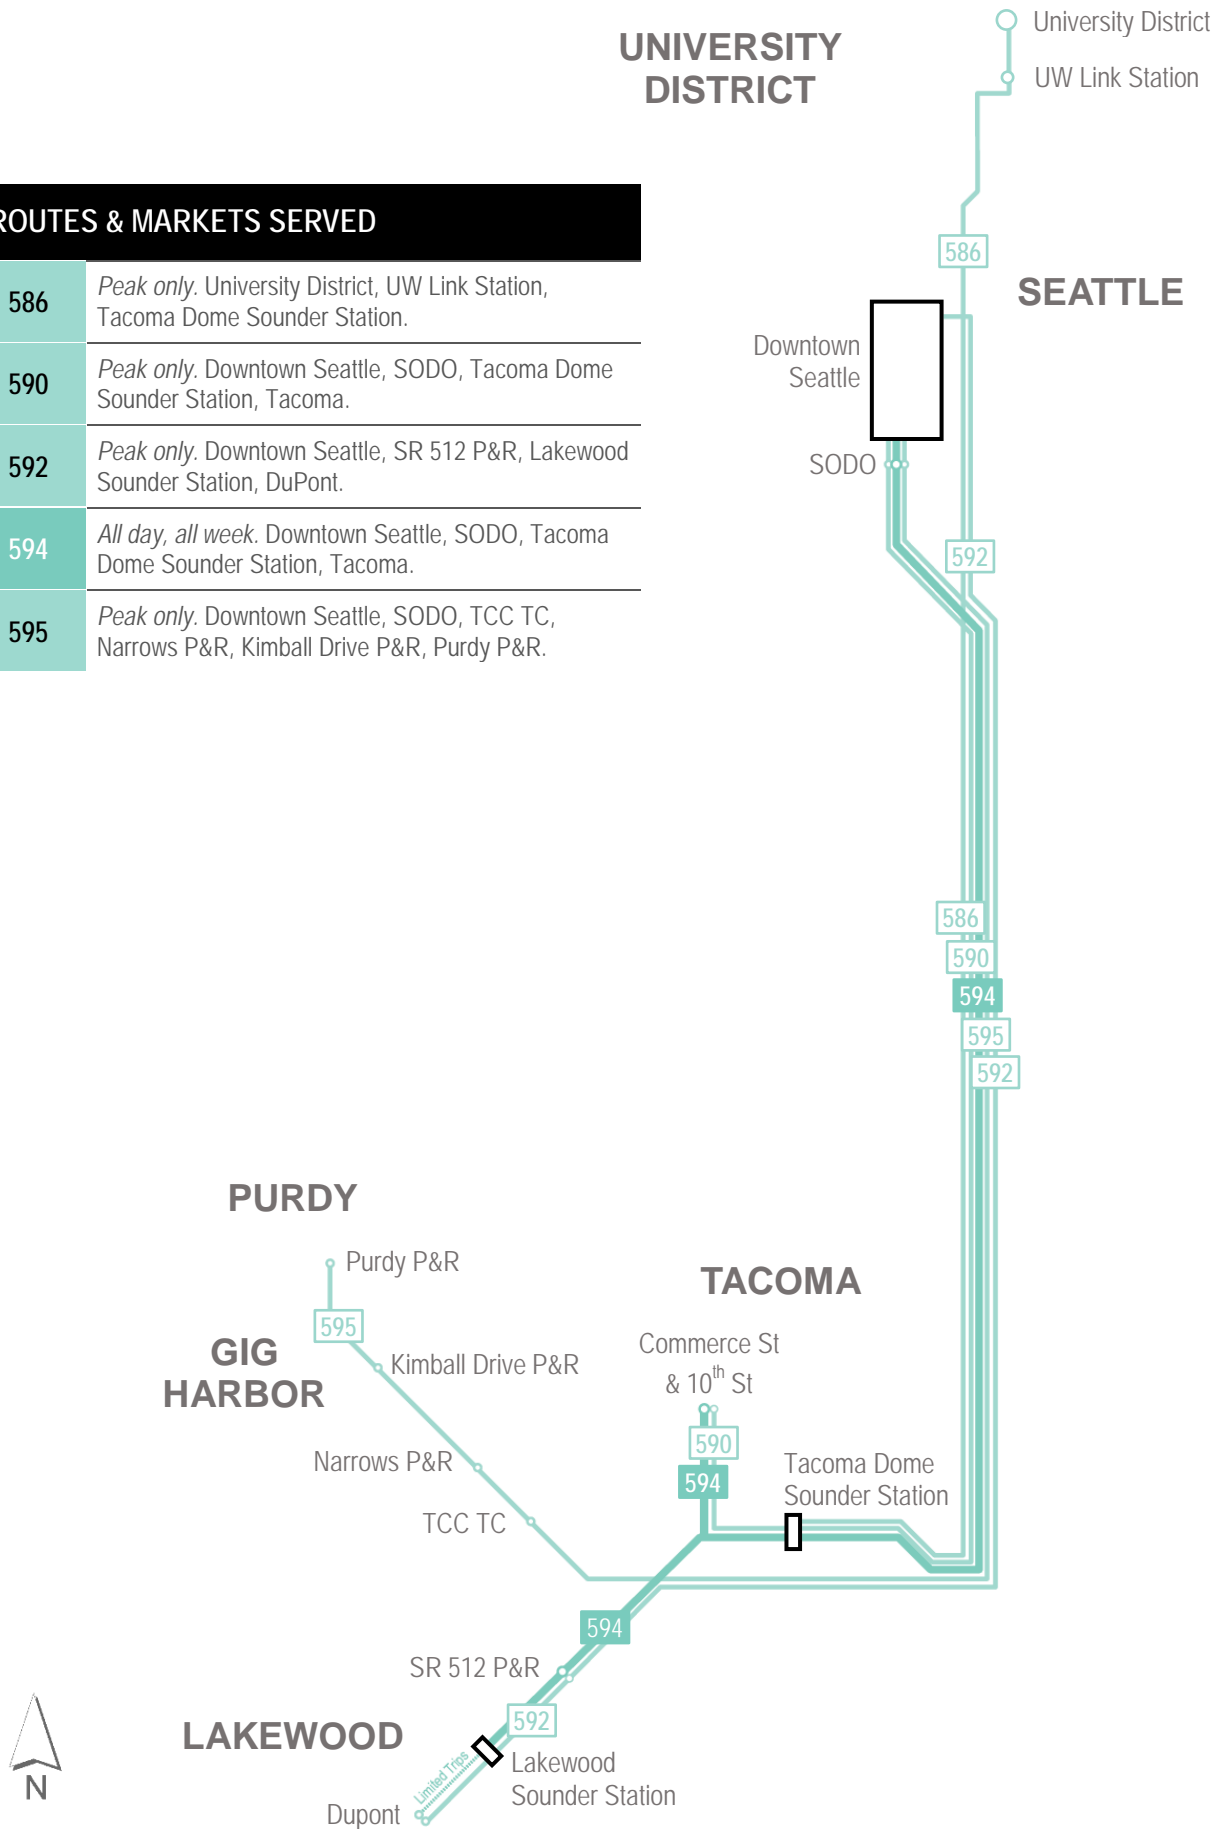 University District
UNIVERSITY
DISTRICT
UW Link Station
ROUTES & MARKETS SERVED
586
Peak only. University District, UW Link Station,
Tacoma Dome Sounder Station.
590
Peak only. Downtown Seattle, SODO, Tacoma Dome
Sounder Station, Tacoma.
592
Peak only. Downtown Seattle, SR 512 P&R, Lakewood
Sounder Station, DuPont.
594
All day, all week. Downtown Seattle, SODO, Tacoma
Dome Sounder Station, Tacoma.
595
Peak only. Downtown Seattle, SODO, TCC TC,
Narrows P&R, Kimball Drive P&R, Purdy P&R.
586
SEATTLE
Downtown
Seattle
SODO
592
586
590
594
595
592
PURDY
Purdy P&R
595
GIG
HARBOR
Kimball Drive P&R
Narrows P&R
TCC TC
TACOMA
Commerce St
& 10th St
590
594
Tacoma Dome
Sounder Station
594
SR 512 P&R
592
LAKEWOOD
Lakewood
Sounder Station
Limited Trips
Dupont
N